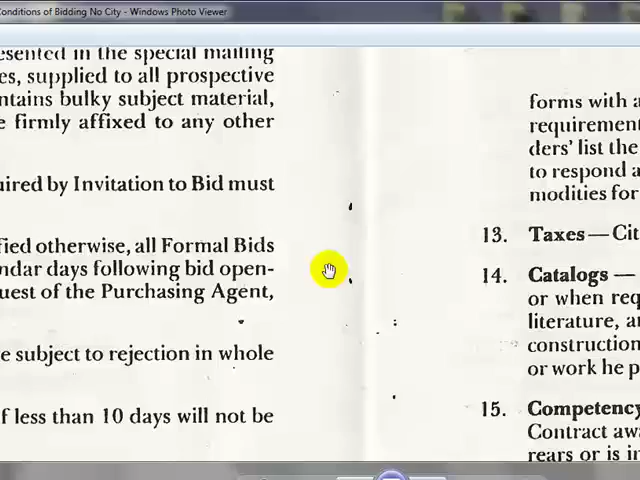 Conditions of Bidding No City - Windows Photo Viewer
esented in the special mailing
es, supplied to all prospective
ntains bulky subject material,
e firmly affixed to any other
uired by Invitation to Bid must
fied otherwise, all Formal Bids
ndar days following bid open-
uest of the Purchasing Agent,
e subject to rejection in whole
f less than 10 days will not be
forms with a
requirement
ders' list the
to respond a
modities for
13. Taxes—Cit
14. Catalogs —
or when req
literature, an
construction
or work he p
15. Competency
Contract awa
rears or is in